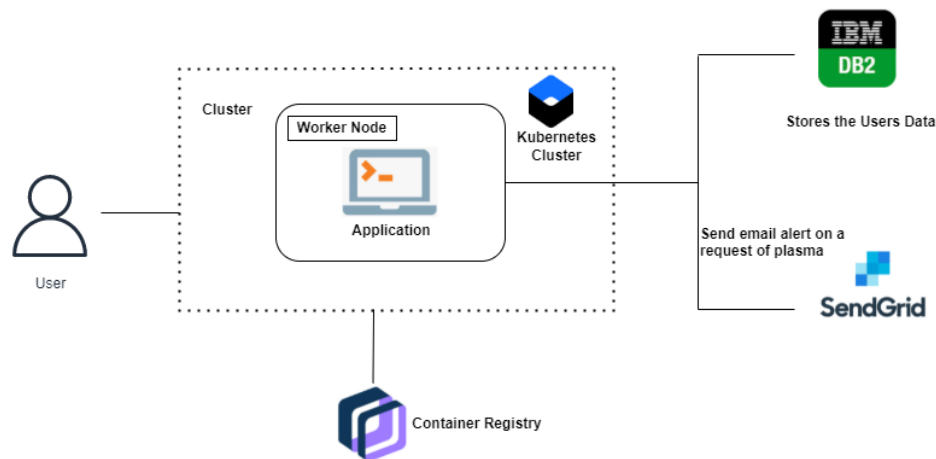 IBM
DB2
Stores the Users Data
Cluster
Worker Node
Kubernetes
Cluster
Application
User
Send email alert on a
request of plasma
SendGrid
Container Registry